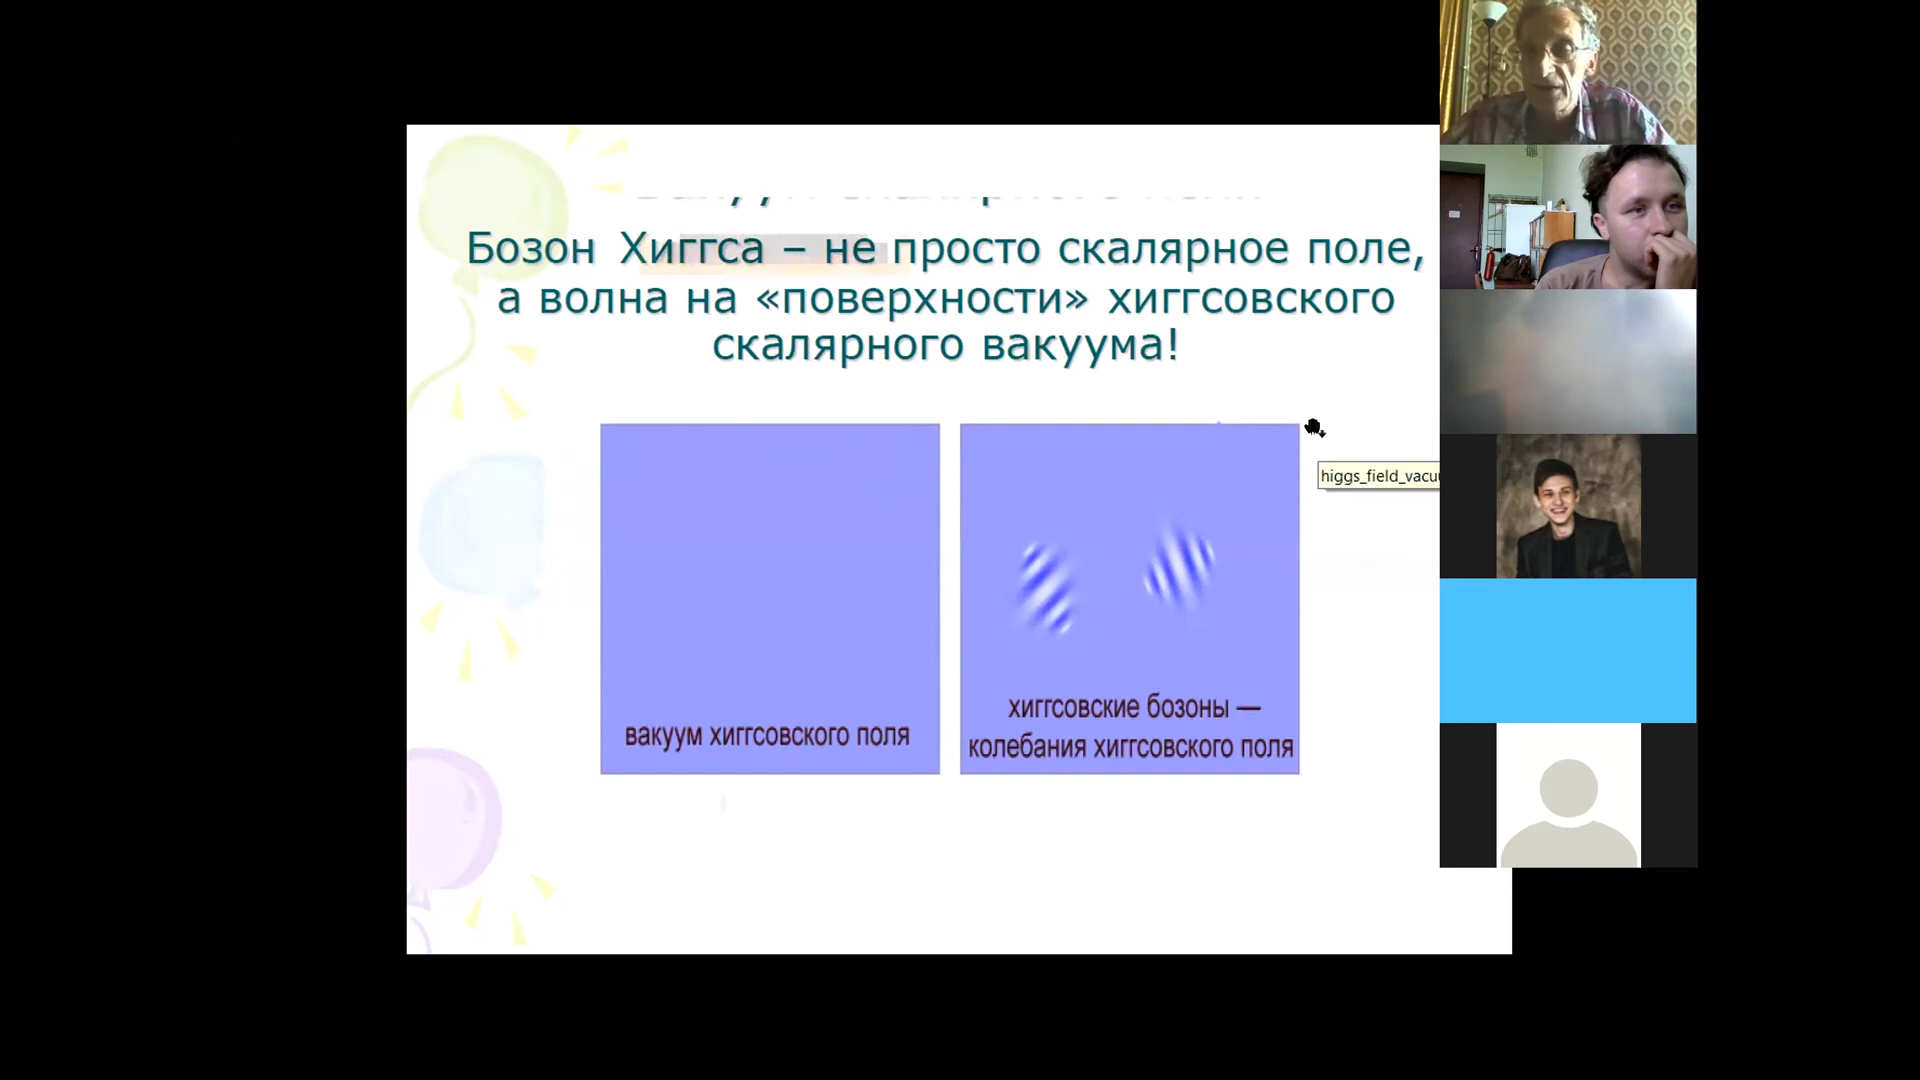 Бозон Хиггса – не просто скалярное поле,
а волна на «поверхности» хиггсовского
скалярного вакуума!
higgs_field_vacu
вакуум хиггсовского поля
хиггсовские бозоны —
колебания хиггсовского поля